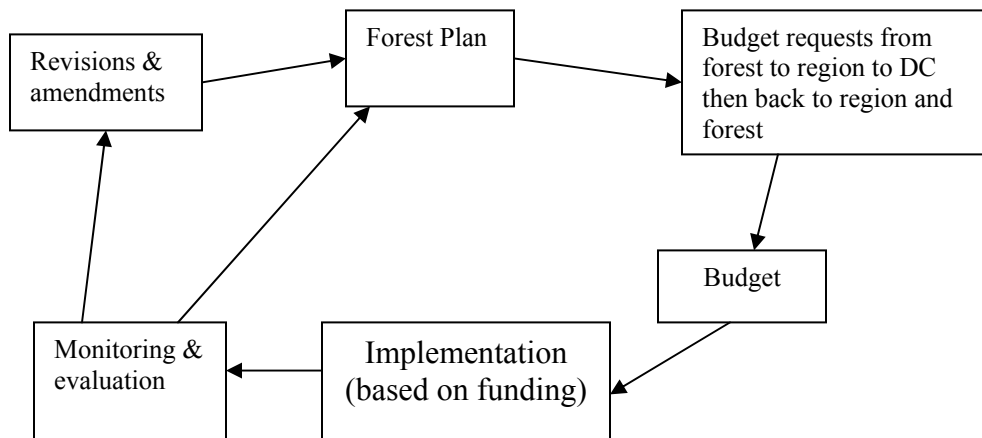 Revisions &
amendments
Forest Plan
Budget requests from
forest to region to DC
then back to region and
forest
Budget
Implementation
(based on funding)
Monitoring &
evaluation